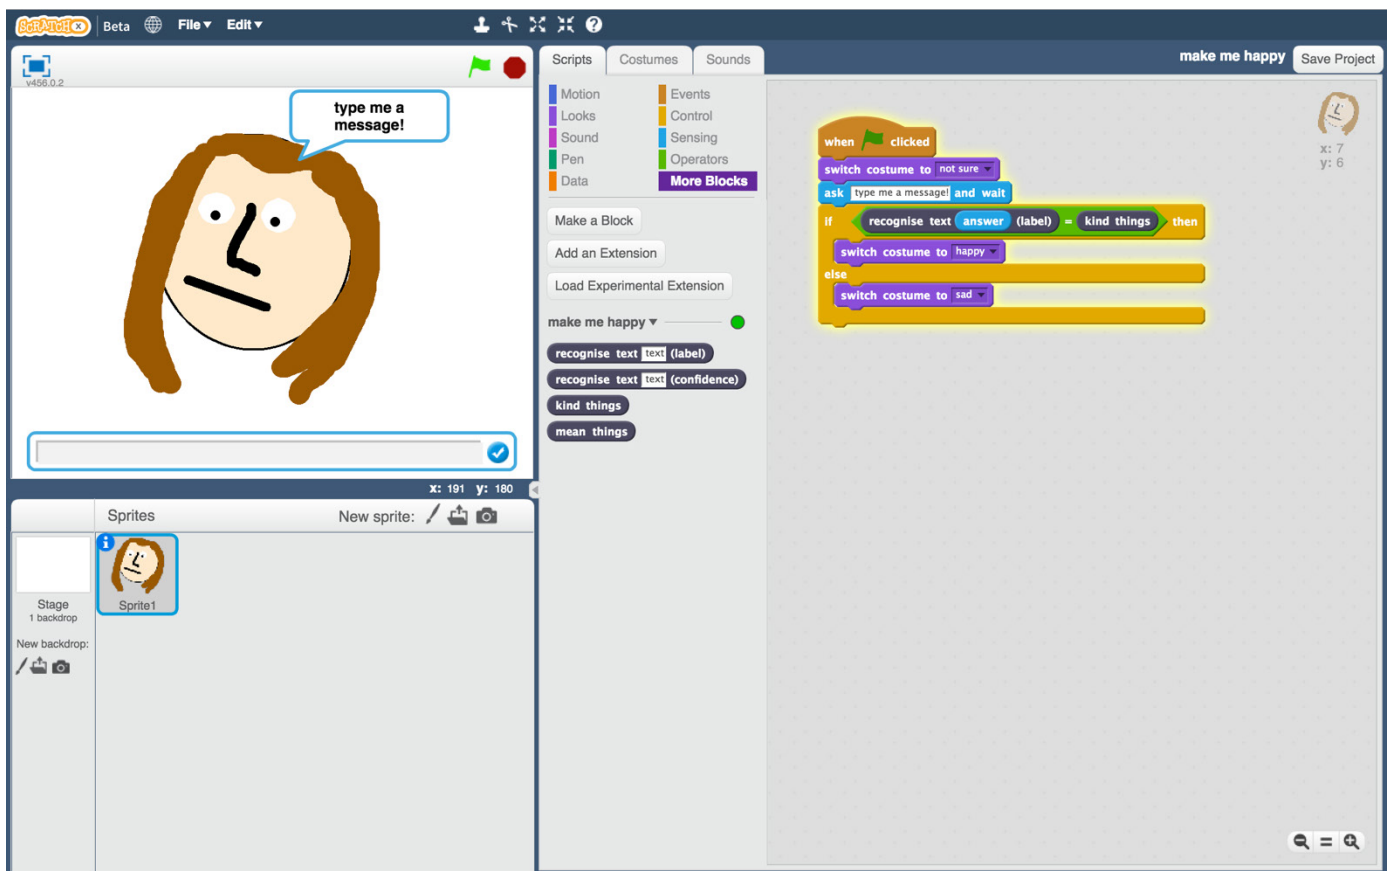 SCRATCHX Beta File Edit
v456.0.2
type me a
message!
x: 191 y: 180
Sprites New sprite:
Stage
1 backdrop
New backdrop:
Sprite1
Scripts Costumes Sounds
make me happy Save Project
Motion Events
Looks Control
Sound Sensing
Pen Operators
Data More Blocks
Make a Block
Add an Extension
Load Experimental Extension
make me happy
recognise text text (label)
recognise text text (confidence)
kind things
mean things
when clicked
switch costume to not sure
ask type me a message! and wait
if recognise text answer (label) = kind things then
switch costume to happy
else
switch costume to sad
x: 7
y: 6